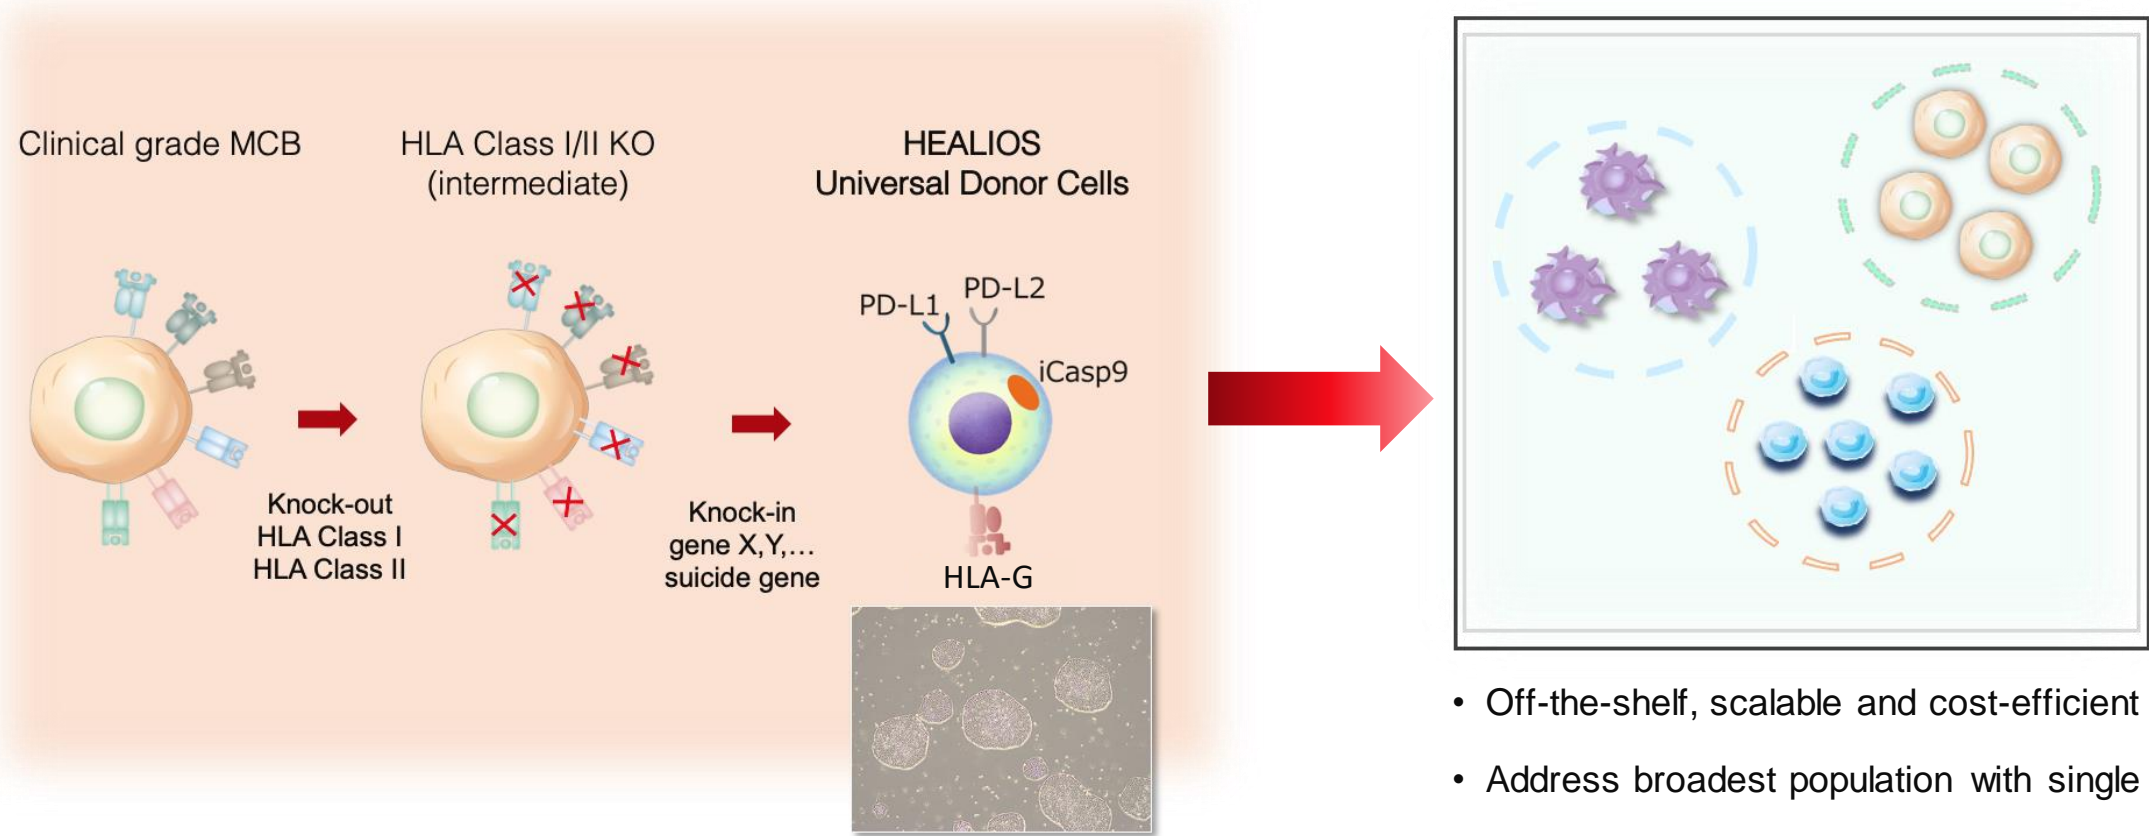 Clinical grade MCB
HLA Class I/II KO
(intermediate)
HEALIOS
Universal Donor Cells
PD-L1
PD-L2
iCasp9
Knock-out
HLA Class I
HLA Class II
Knock-in
gene X,Y,...
suicide gene
HLA-G
• Off-the-shelf, scalable and cost-efficient
• Address broadest population with single